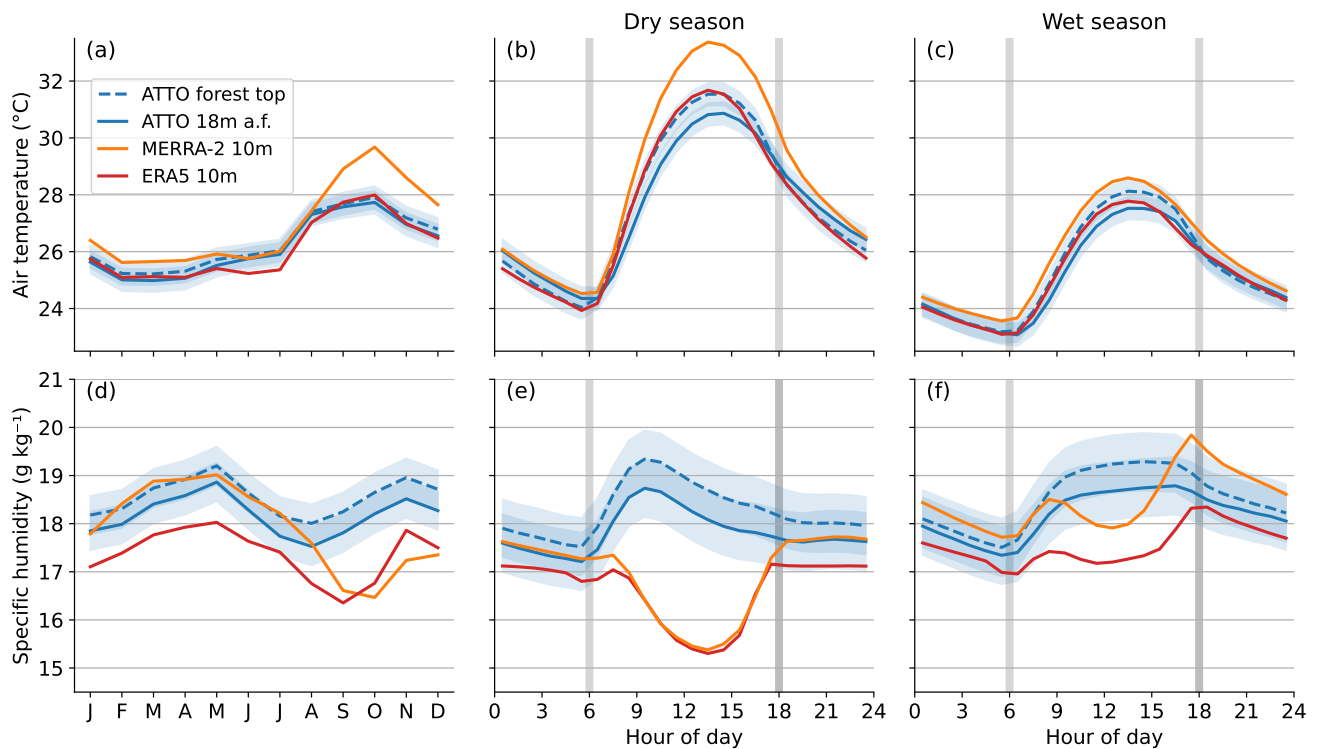 Dry season
Wet season
(a)
(b)
(c)
ATTO forest top
ATTO 18m a.f.
MERRA-2 10m
ERA5 10m
Air temperature (°C)
32
30
28
26
24
(d)
(e)
(f)
Specific humidity (g kg⁻¹)
21
20
19
18
17
16
15
J F M A M J J A S O N D
0 3 6 9 12 15 18 21 24
0 3 6 9 12 15 18 21 24
Hour of day
Hour of day